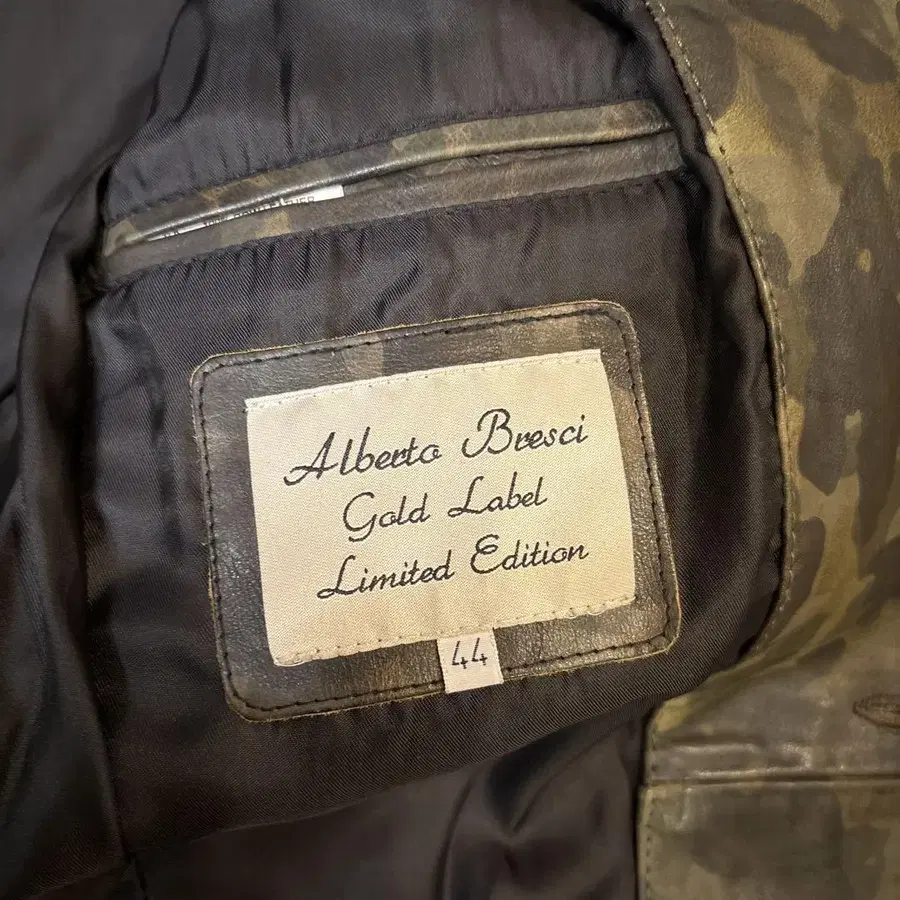 Alberto Bresci
Gold Label
Limited Edition
44